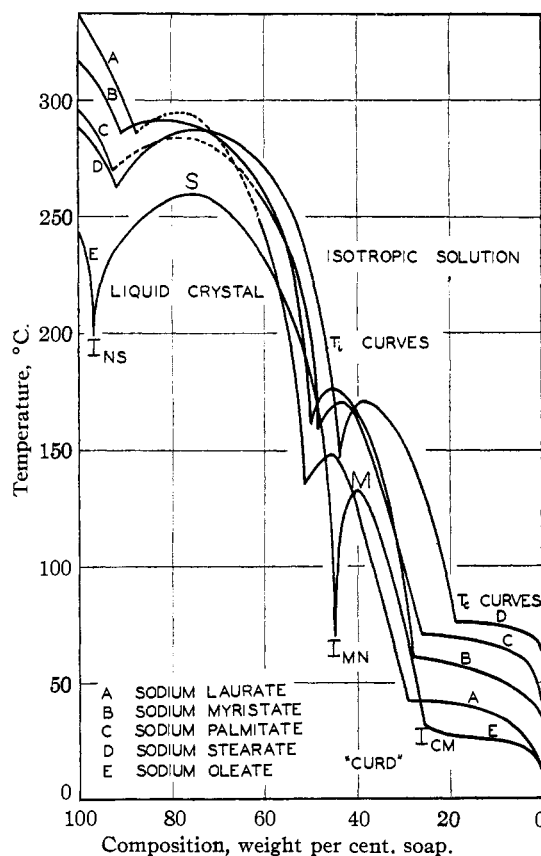 A
B
C
D
E
300
250
200
150
100
50
0
Temperature, °C.
S
LIQUID CRYSTAL
ISOTROPIC SOLUTION
I NS
Ti CURVES
M
I MN
Tc CURVES
D
C
B
A
E
I CM
"CURD"
A SODIUM LAURATE
B SODIUM MYRISTATE
C SODIUM PALMITATE
D SODIUM STEARATE
E SODIUM OLEATE
100 80 60 40 20 0
Composition, weight per cent. soap.